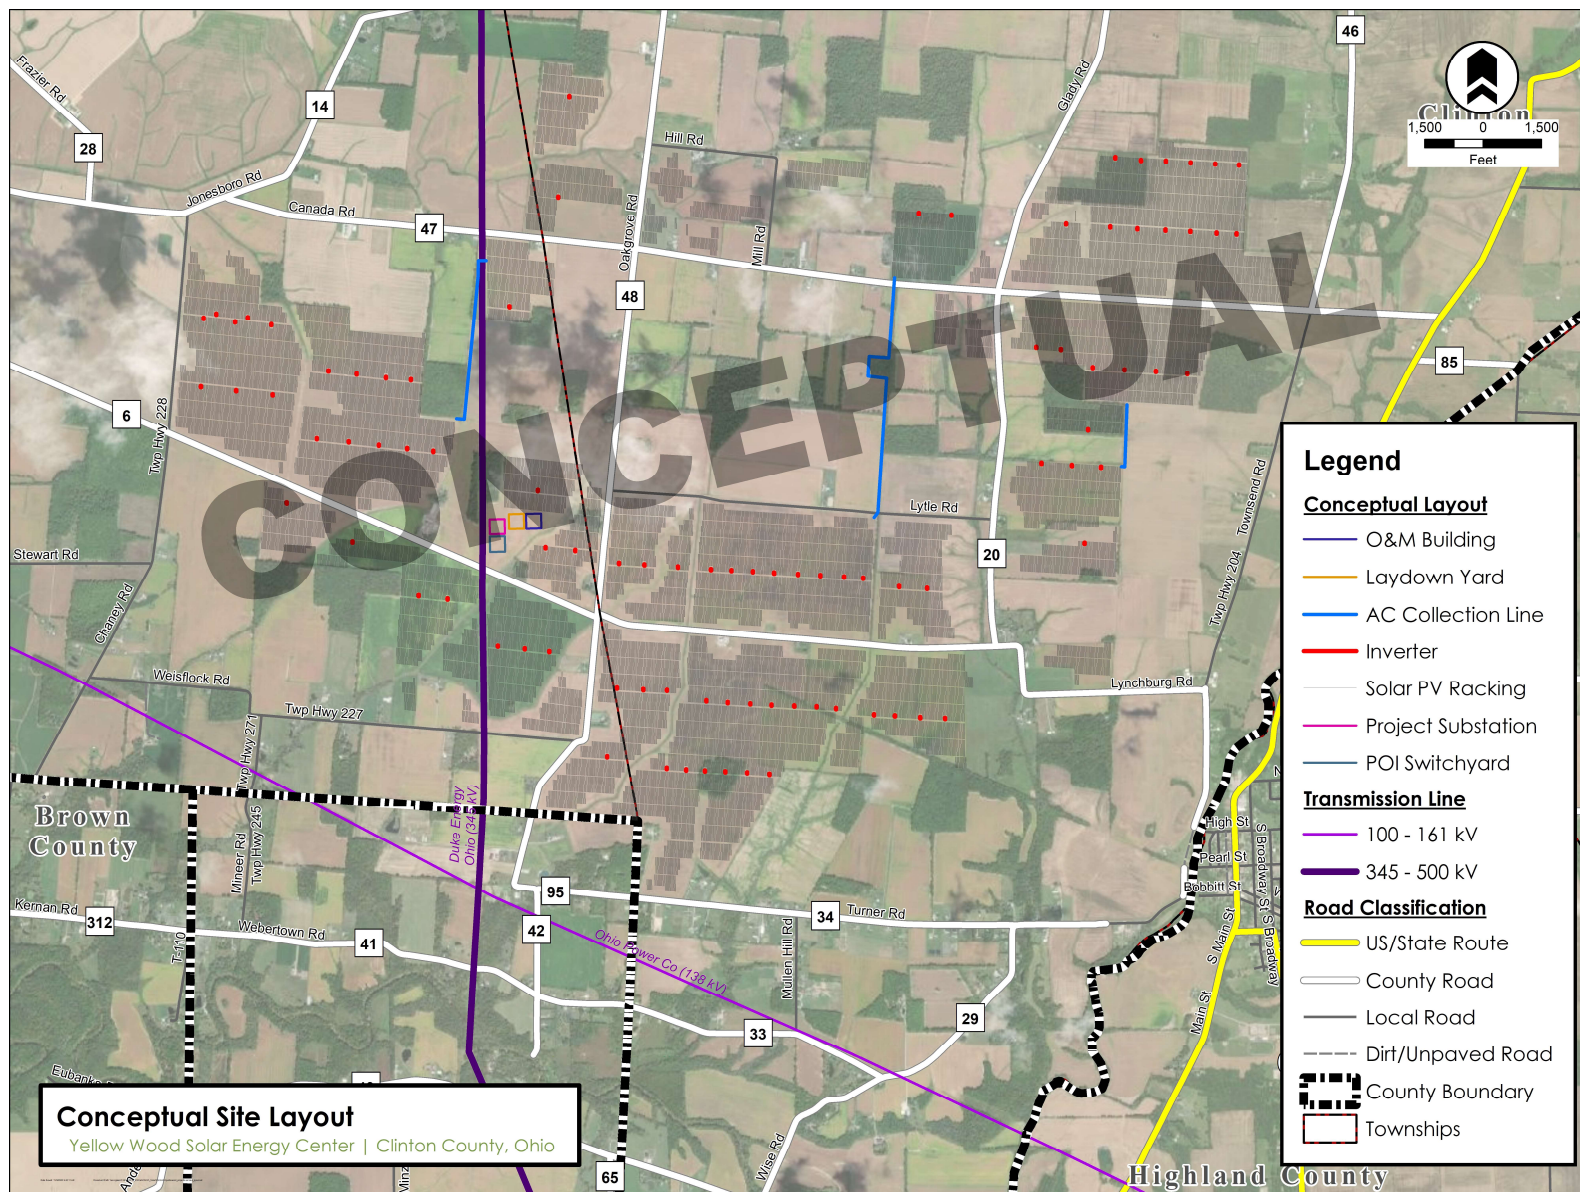 46
Frazier Rd
14
28
Glady Rd
Clinton
1,500 0 1,500
Feet
Hill Rd
Jonesboro Rd
Canada Rd
47
Oakgrove Rd
Mill Rd
48
85
6
Twp Hwy 228
CONCEPTUAL
Lytle Rd
Townsend Rd
20
Stewart Rd
Chaney Rd
Twp Hwy 204
Weisflock Rd
Lynchburg Rd
Twp Hwy 227
Twp Hwy 271
Brown
County
Duke Energy
Ohio (345 kV)
Mineer Rd
Twp Hwy 245
High St
Pearl St
Bobbitt St
S Broadway St
S Broadway
S Main St
Main St
95
34
Turner Rd
Kernan Rd
312
Webertown Rd
41
42
T-110
Ohio Power Co (138 kV)
Mullen Hill Rd
33
29
Wise Rd
65
Highland County
Legend
Conceptual Layout
O&M Building
Laydown Yard
AC Collection Line
Inverter
Solar PV Racking
Project Substation
POI Switchyard
Transmission Line
100 - 161 kV
345 - 500 kV
Road Classification
US/State Route
County Road
Local Road
Dirt/Unpaved Road
County Boundary
Townships
Conceptual Site Layout
Yellow Wood Solar Energy Center | Clinton County, Ohio